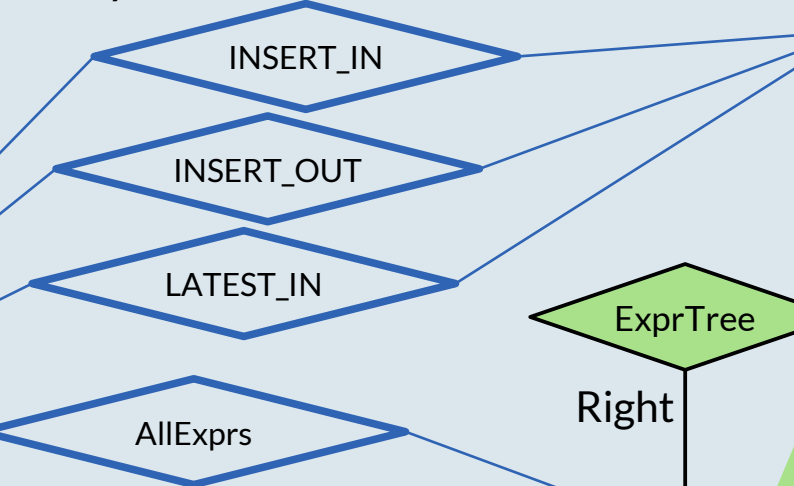 INSERT_IN
INSERT_OUT
LATEST_IN
ExprTree
Right
AllExprs